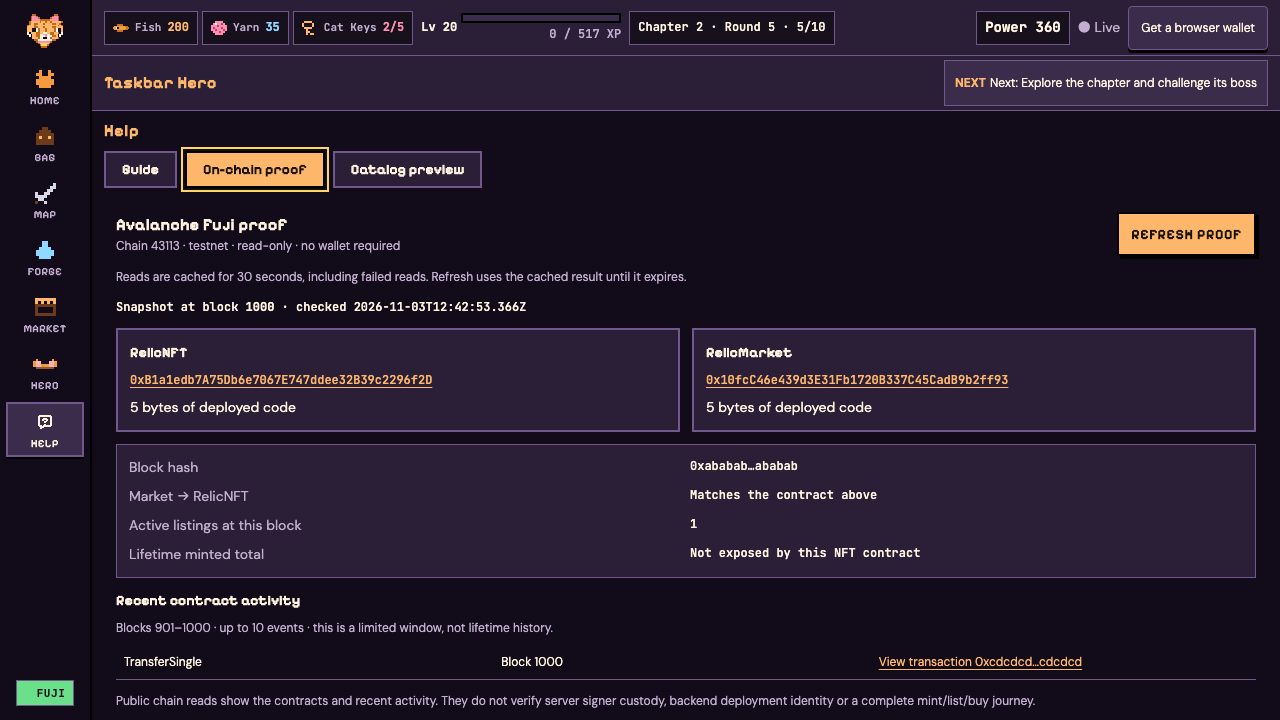 Fish 200
Yarn 35
Cat Keys 2/5
Lv 20
0 / 517 XP
Chapter 2 · Round 5 · 5/10
Power 360
Live
Get a browser wallet
HOME
BAG
MAP
FORGE
MARKET
HERO
HELP
FUJI
Taskbar Hero
NEXT Next: Explore the chapter and challenge its boss
Help
Guide
On-chain proof
Catalog preview
Avalanche Fuji proof
Chain 43113 · testnet · read-only · no wallet required
REFRESH PROOF
Reads are cached for 30 seconds, including failed reads. Refresh uses the cached result until it expires.
Snapshot at block 1000 · checked 2026-11-03T12:42:53.366Z
RelicNFT
0xB1a1edb7A75Db6e7067E747ddee32B39c2296f2D
5 bytes of deployed code
RelicMarket
0x10fcC46e439d3E31Fb1720B337C45CadB9b2ff93
5 bytes of deployed code
Block hash 0xababab…ababab
Market → RelicNFT Matches the contract above
Active listings at this block 1
Lifetime minted total Not exposed by this NFT contract
Recent contract activity
Blocks 901–1000 · up to 10 events · this is a limited window, not lifetime history.
TransferSingle Block 1000 View transaction 0xcdcdcd…cdcdcd
Public chain reads show the contracts and recent activity. They do not verify server signer custody, backend deployment identity or a complete mint/list/buy journey.